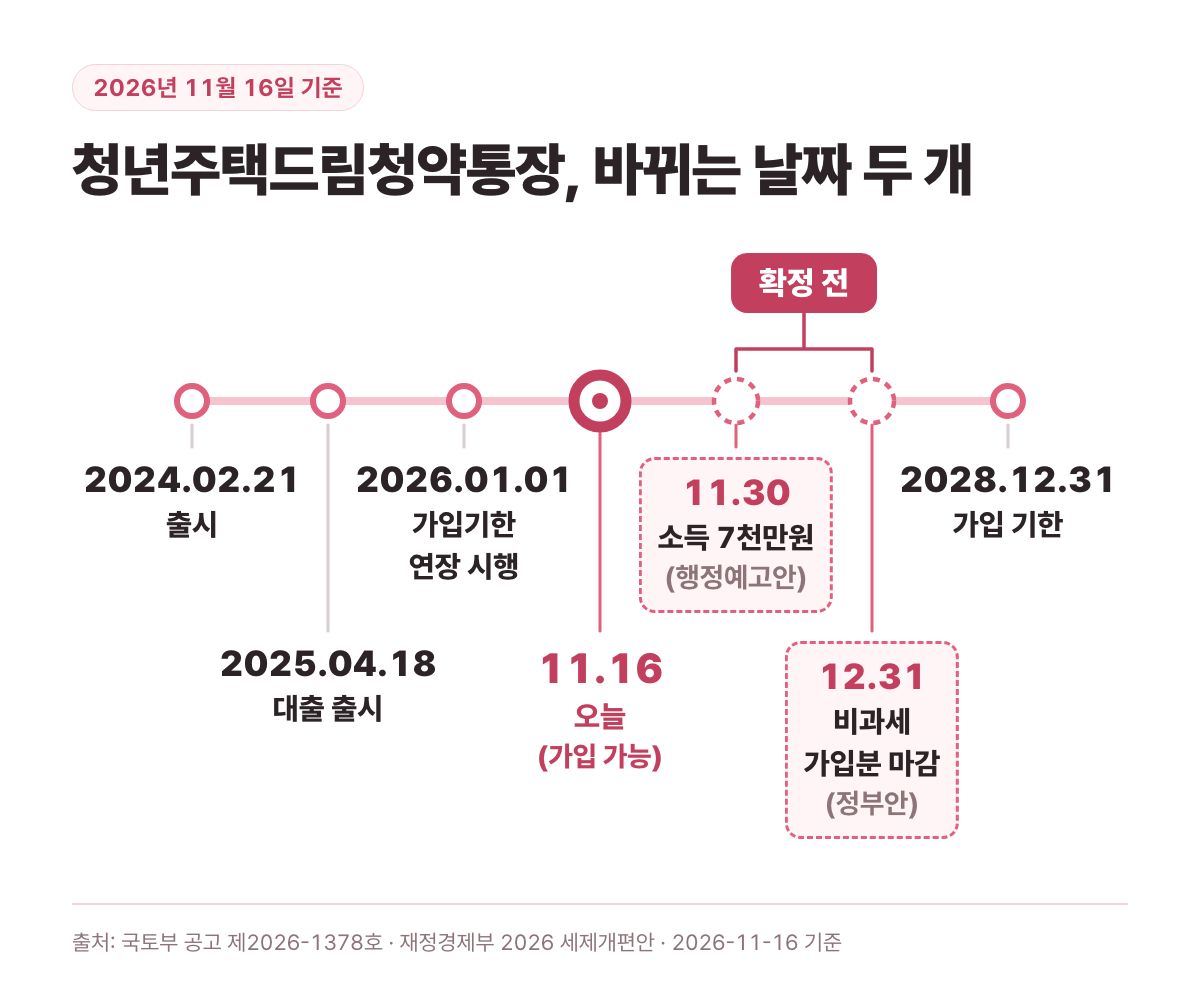 2026년 11월 16일 기준
청년주택드림청약통장, 바뀌는 날짜 두 개
확정 전
2024.02.21
출시
2025.04.18
대출 출시
2026.01.01
가입기한
연장 시행
11.16
오늘
(가입 가능)
11.30
소득 7천만원
(행정예고안)
12.31
비과세
가입분 마감
(정부안)
2028.12.31
가입 기한
출처: 국토부 공고 제2026-1378호 · 재정경제부 2026 세제개편안 · 2026-11-16 기준